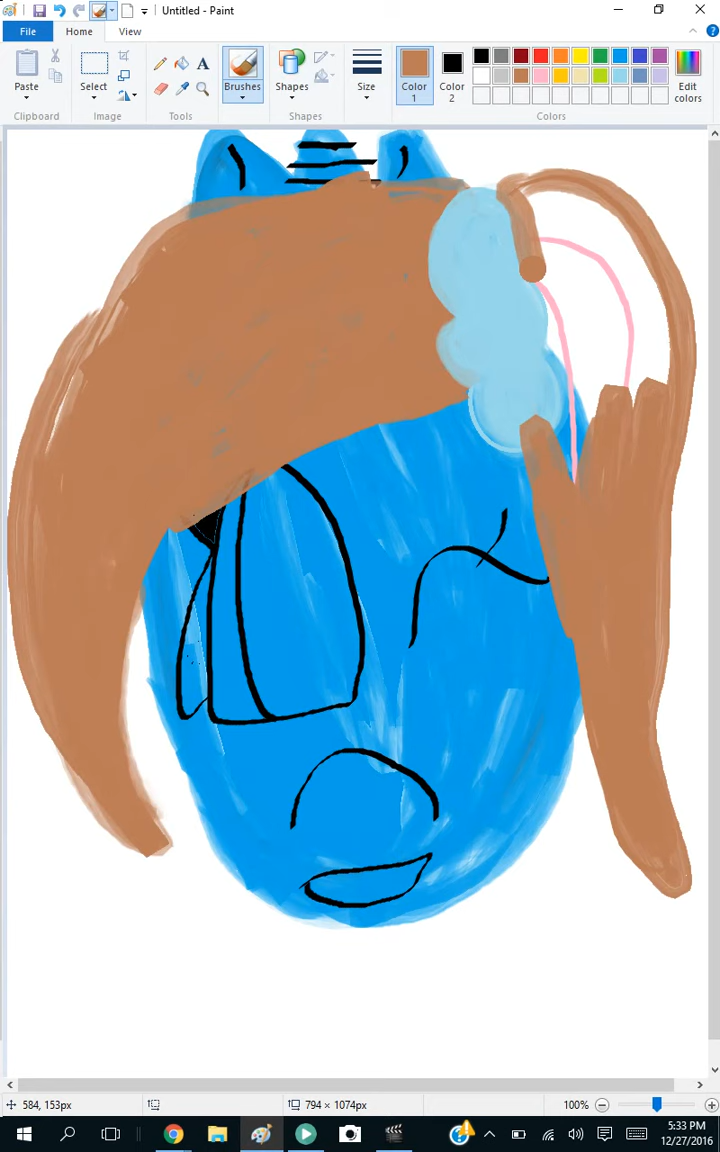 Untitled - Paint
File Home View
Paste Select A Brushes Shapes Size Color 1 Color 2 Edit colors
Clipboard Image Tools Shapes Colors
584, 153px 794 × 1074px 100%
5:33 PM
12/27/2016